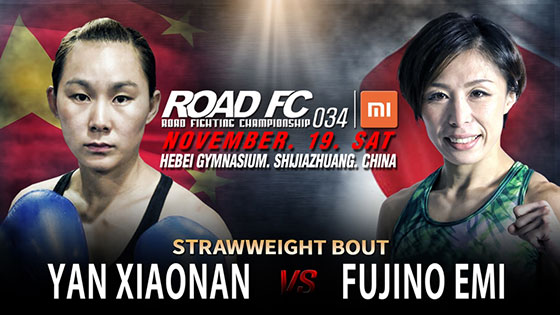 ROAD FC 034
ROAD FIGHTING CHAMPIONSHIP
mi
NOVEMBER. 19. SAT
HEBEI GYMNASIUM. SHIJIAZHUANG. CHINA
STRAWWEIGHT BOUT
YAN XIAONAN VS FUJINO EMI